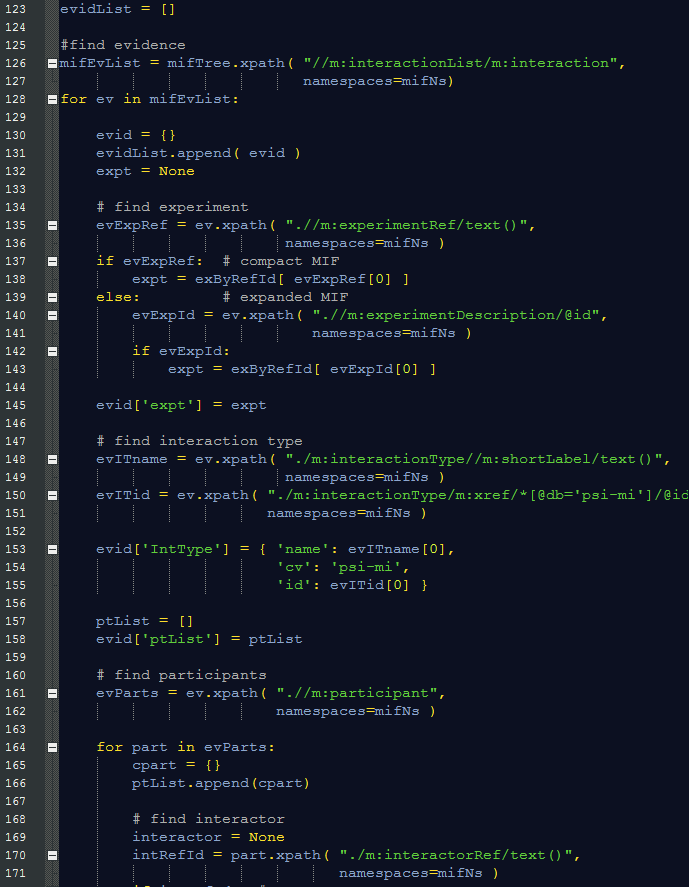 123 evidList = []
124
125 #find evidence
126 mifEvList = mifTree.xpath( "//m:interactionList/m:interaction",
127                            namespaces=mifNs)
128 for ev in mifEvList:
129
130     evid = {}
131     evidList.append( evid )
132     expt = None
133
134     # find experiment
135     evExpRef = ev.xpath( ".//m:experimentRef/text()",
136                          namespaces=mifNs )
137     if evExpRef:  # compact MIF
138         expt = exByRefId[ evExpRef[0] ]
139     else:         # expanded MIF
140         evExpId = ev.xpath( ".//m:experimentDescription/@id",
141                             namespaces=mifNs )
142         if evExpId:
143             expt = exByRefId[ evExpId[0] ]
144
145     evid['expt'] = expt
146
147     # find interaction type
148     evITname = ev.xpath( "./m:interactionType//m:shortLabel/text()",
149                          namespaces=mifNs )
150     evITid = ev.xpath( "./m:interactionType/m:xref/*[@db='psi-mi']/@id
151                        namespaces=mifNs )
152
153     evid['IntType'] = { 'name': evITname[0],
154                         'cv': 'psi-mi',
155                         'id': evITid[0] }
156
157     ptList = []
158     evid['ptList'] = ptList
159
160     # find participants
161     evParts = ev.xpath( ".//m:participant",
162                         namespaces=mifNs )
163
164     for part in evParts:
165         cpart = {}
166         ptList.append(cpart)
167
168         # find interactor
169         interactor = None
170         intRefId = part.xpath( "./m:interactorRef/text()",
171                                namespaces=mifNs )